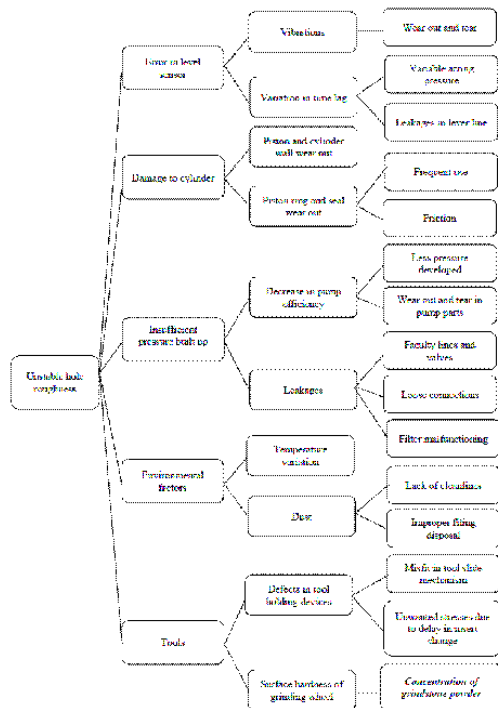 Unstable hole
roughness
Error in level
sensor
Vibrations
Wear out and tear
Variation in time lag
Variable acting
pressure
Leakages in lever line
Damage to cylinder
Piston and cylinder
wall wear out
Piston ring and seal
wear out
Frequent use
Friction
Insufficient
pressure built up
Decrease in pump
efficiency
Less pressure
developed
Wear out and tear in
pump parts
Leakages
Faculty lines and
valves
Loose connections
Filter malfunctioning
Environmental
factors
Temperature
variation
Dust
Lack of
Improper
disposal
Tools
Defects in tool
holding devices
Misfit in tool slide
mechanism
Unwanted stresses due
to delay in insert
change
Surface hardness of
grinding wheel
Concentration of
grindstone powder